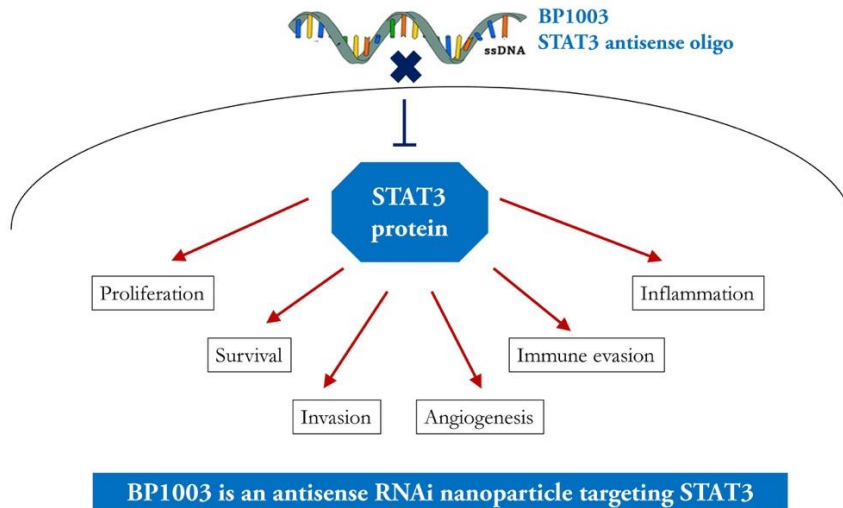 BP1003
STAT3 antisense oligo
ssDNA
STAT3
protein
Proliferation
Inflammation
Survival
Immune evasion
Invasion
Angiogenesis
BP1003 is an antisense RNAi nanoparticle targeting STAT3